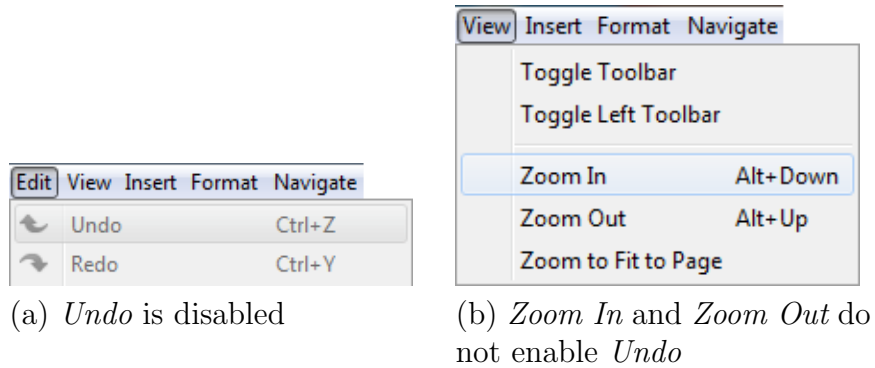 Edit View Insert Format Navigate
Undo Ctrl+Z
Redo Ctrl+Y
(a) Undo is disabled
View Insert Format Navigate
Toggle Toolbar
Toggle Left Toolbar
Zoom In Alt+Down
Zoom Out Alt+Up
Zoom to Fit to Page
(b) Zoom In and Zoom Out do
not enable Undo